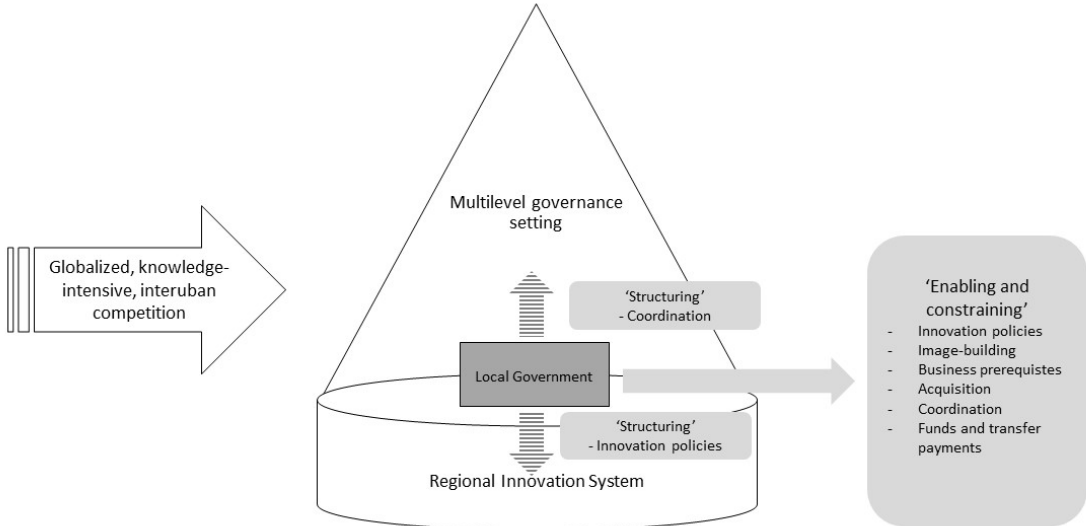 Multilevel governance
setting
Globalized, knowledge-
intensive, interuban
competition
'Structuring'
- Coordination
Local Government
'Structuring'
- Innovation policies
Regional Innovation System
‘Enabling and
constraining’
- Innovation policies
- Image-building
- Business prerequistes
- Acquisition
- Coordination
- Funds and transfer
payments